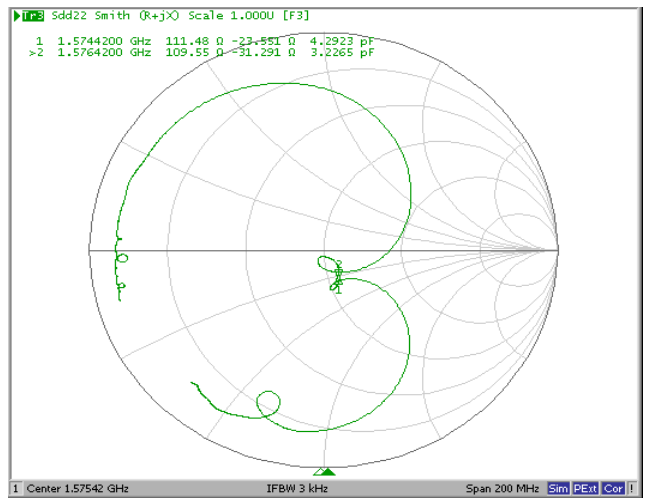 Tr3 Sdd22 Smith (R+jX) Scale 1.000U [F3]
1 1.5744200 GHz 111.48 Ω -23.551 Ω 4.2923 pF
>2 1.5764200 GHz 109.55 Ω -31.291 Ω 3.2265 pF
2
1
1 Center 1.57542 GHz IFBW 3 kHz Span 200 MHz Sim PExt Cor !